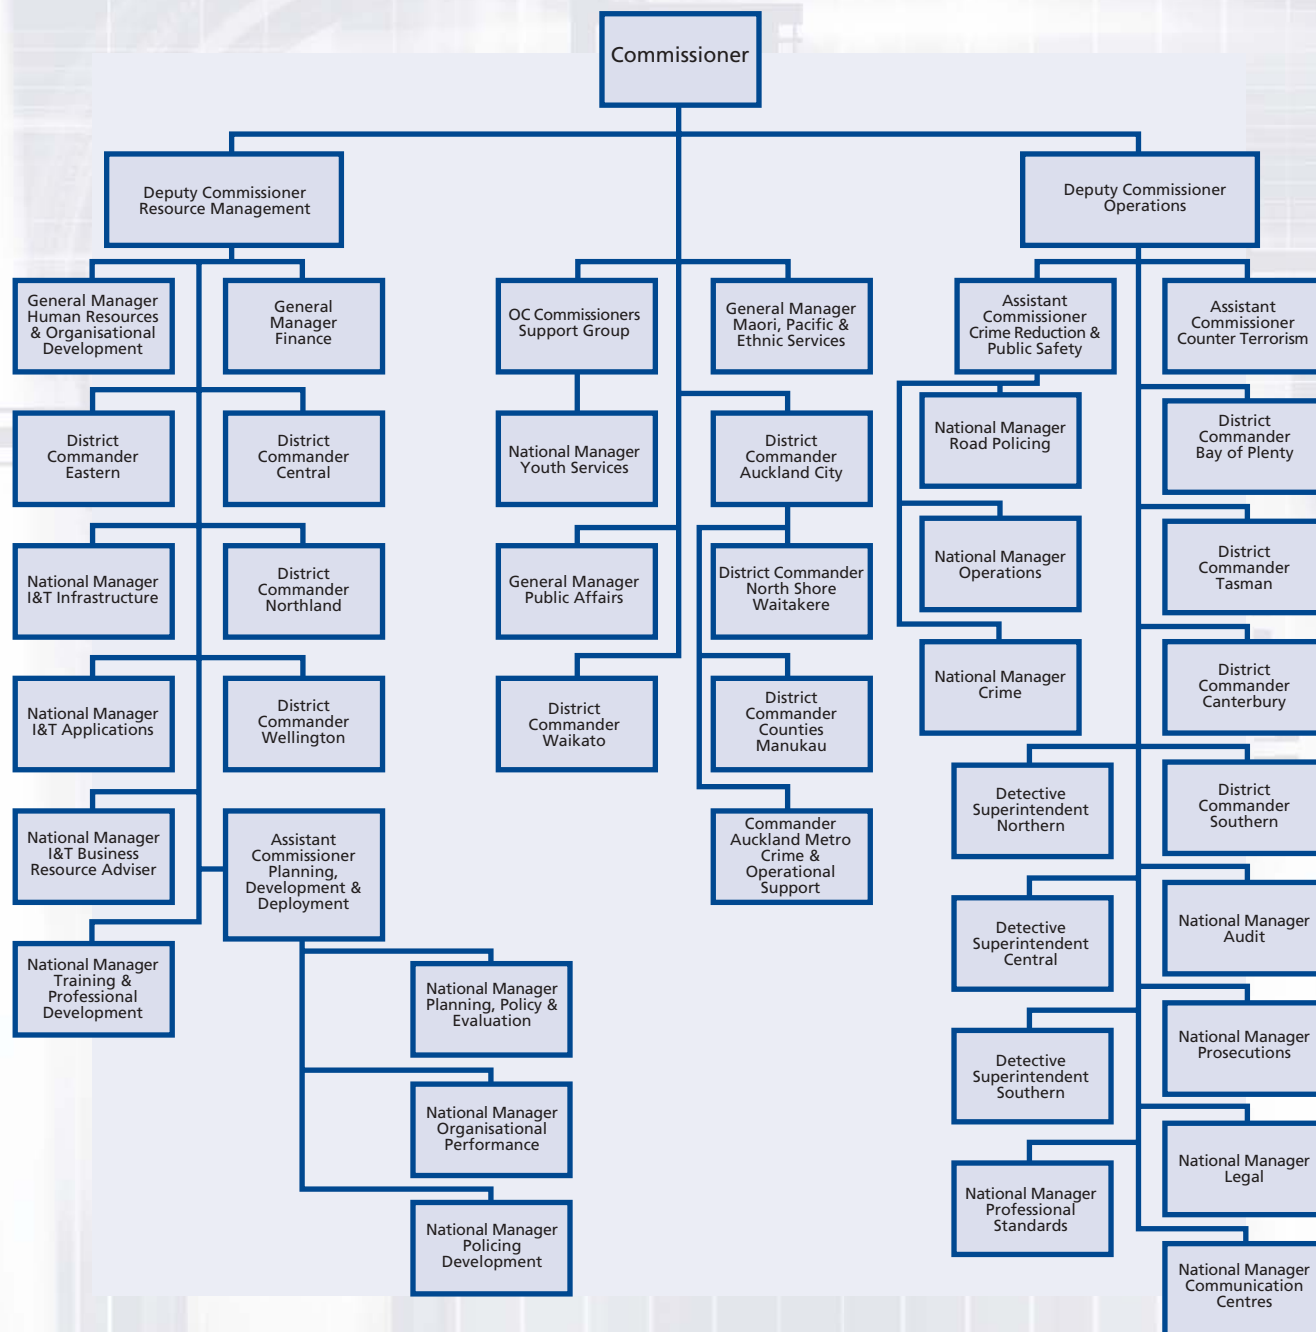 Commissioner
Deputy Commissioner
Resource Management
Deputy Commissioner
Operations
General Manager
Human Resources
& Organisational
Development
General
Manager
Finance
OC Commissioners
Support Group
General Manager
Maori, Pacific &
Ethnic Services
Assistant
Commissioner
Crime Reduction &
Public Safety
Assistant
Commissioner
Counter Terrorism
District
Commander
Eastern
District
Commander
Central
National Manager
Youth Services
District
Commander
Auckland City
National Manager
Road Policing
District
Commander
Bay of Plenty
National Manager
I&T Infrastructure
District
Commander
Northland
General Manager
Public Affairs
District Commander
North Shore
Waitakere
National Manager
Operations
District
Commander
Tasman
National Manager
I&T Applications
District
Commander
Wellington
District
Commander
Waikato
District
Commander
Counties
Manukau
National Manager
Crime
District
Commander
Canterbury
National Manager
I&T Business
Resource Adviser
Assistant
Commissioner
Planning,
Development &
Deployment
Commander
Auckland Metro
Crime &
Operational
Support
Detective
Superintendent
Northern
District
Commander
Southern
National Manager
Training &
Professional
Development
National Manager
Planning, Policy &
Evaluation
Detective
Superintendent
Central
National Manager
Audit
National Manager
Organisational
Performance
Detective
Superintendent
Southern
National Manager
Prosecutions
National Manager
Policing
Development
National Manager
Professional
Standards
National Manager
Legal
National Manager
Communication
Centres